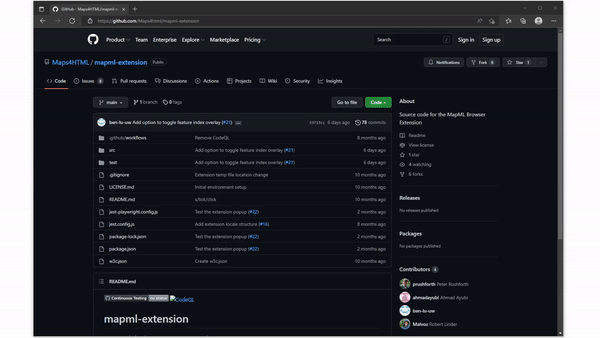 GitHub - Maps4HTML/mapml-e
https://github.com/Maps4HTML/mapml-extension
Product Team Enterprise Explore Marketplace Pricing
Search
Sign in Sign up
Maps4HTML / mapml-extension Public
Notifications Fork 6 Star 1
Code Issues Pull requests Discussions Actions Projects Wiki Security Insights
main 1 branch 0 tags Go to file Code
ben-lu-uw Add option to toggle feature index overlay (#27) 6 days ago 78 commits
.github/workflows Remove CodeQL 8 months ago
src Add option to toggle feature index overlay (#21) 6 days ago
test Add option to toggle feature index overlay (#21) 6 days ago
.gitignore Extension temp file location change 10 months ago
LICENSE.md Initial environment setup 10 months ago
README.md s/lick/click 10 months ago
jest-playwright.config.js Test the extension popup (#22) 2 months ago
jest.config.js Add extension locale structure (#16) 8 months ago
package-lock.json Test the extension popup (#22) 2 months ago
package.json Test the extension popup (#22) 2 months ago
w3c.json Create w3c.json 10 months ago
README.md
Continuous Testing no status CodeQL
mapml-extension
About
Source code for the MapML Browser
Extension
Readme
View license
1 star
4 watching
6 forks
Releases
No releases published
Packages
No packages published
Contributors 4
prushforth Peter Rushforth
ahmadayubi Ahmad Ayubi
ben-lu-uw
Malvoz Robert Linder